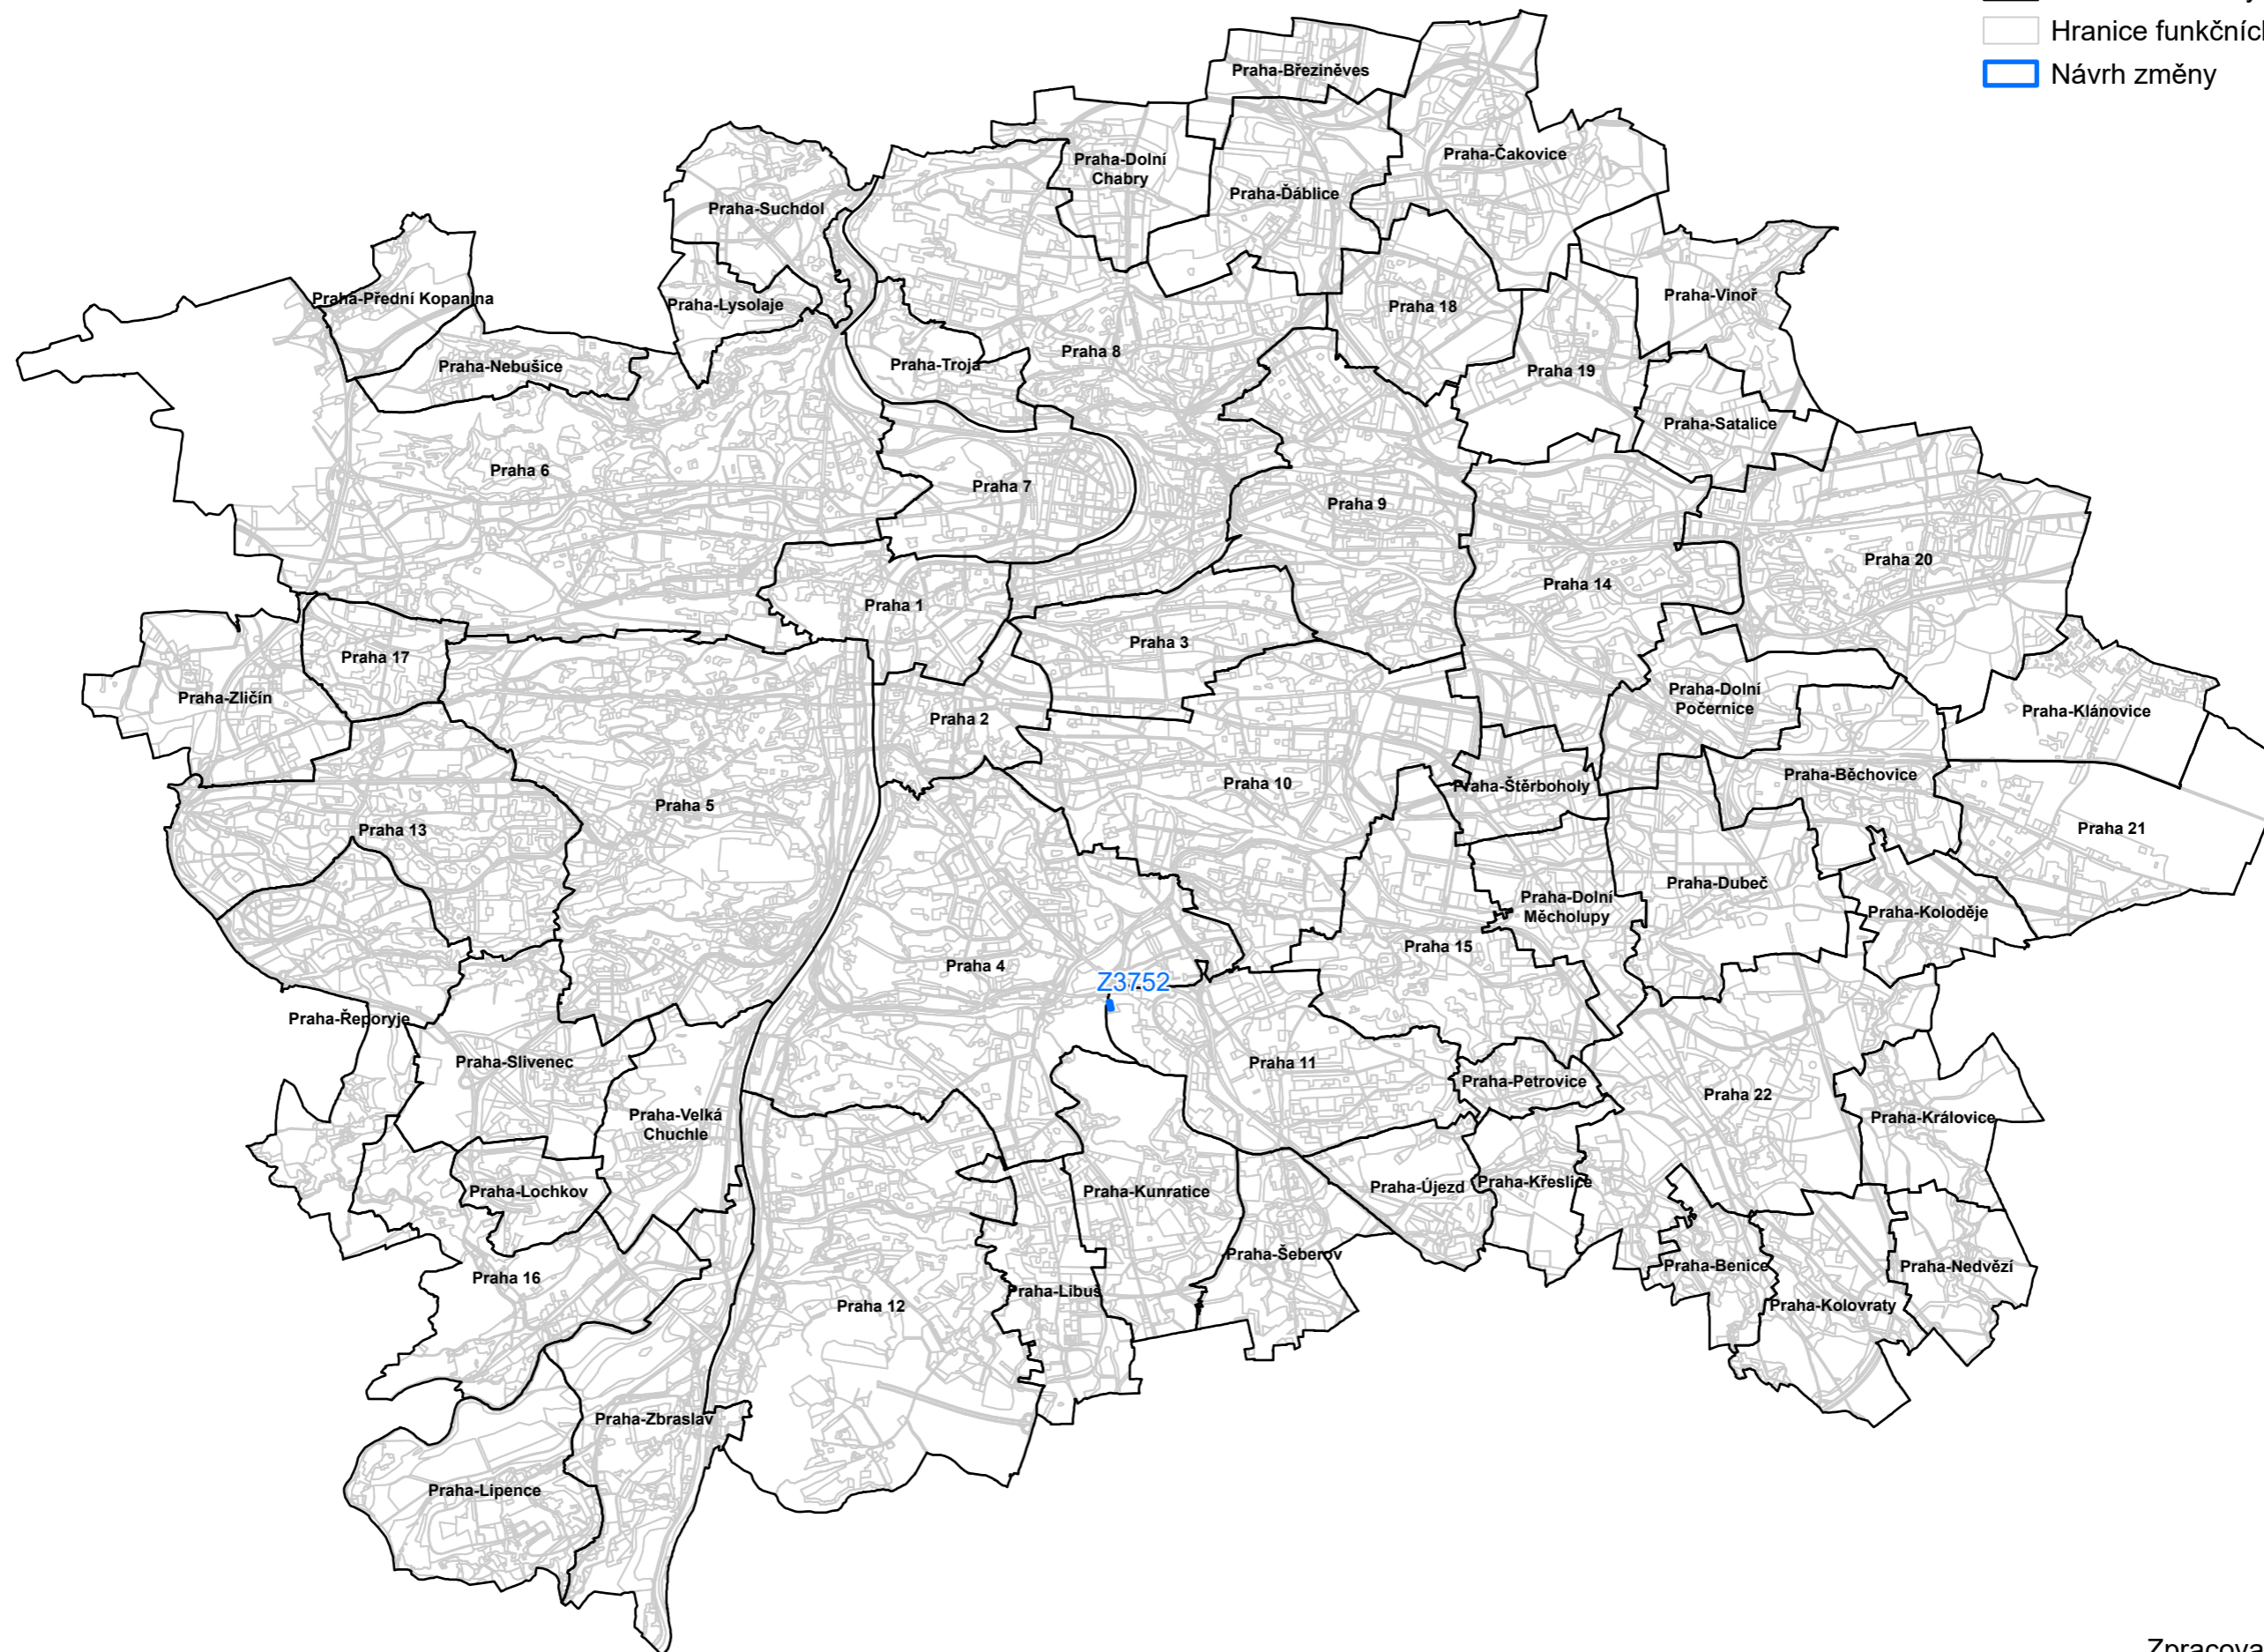 Hranice funkčních
Návrh změny
Praha-Březiněves
Praha-Dolní
Chabry
Praha-Čakovice
Praha-Ďáblice
Praha-Suchdol
Praha-Přední Kopanina
Praha-Lysolaje
Praha 18
Praha-Vinoř
Praha-Nebušice
Praha-Troja
Praha 8
Praha 19
Praha-Satalice
Praha 6
Praha 7
Praha 9
Praha 20
Praha 14
Praha 1
Praha 3
Praha 17
Praha-Zličín
Praha-Dolní
Počernice
Praha-Klánovice
Praha 2
Praha-Běchovice
Praha 10
Praha-Štěrboholy
Praha 5
Praha 13
Praha 21
Praha-Dubeč
Praha-Dolní
Měcholupy
Praha-Koloděje
Praha 15
Praha 4
Z3752
Praha-Řeporyje
Praha-Slivenec
Praha 11
Praha-Petrovice
Praha 22
Praha-Královice
Praha-Velká
Chuchle
Praha-Lochkov
Praha-Kunratice
Praha-Újezd
Praha-Křeslice
Praha-Šeberov
Praha-Benice
Praha-Nedvězí
Praha 16
Praha-Libuš
Praha 12
Praha-Kolovraty
Praha-Zbraslav
Praha-Lipence
Zpracova